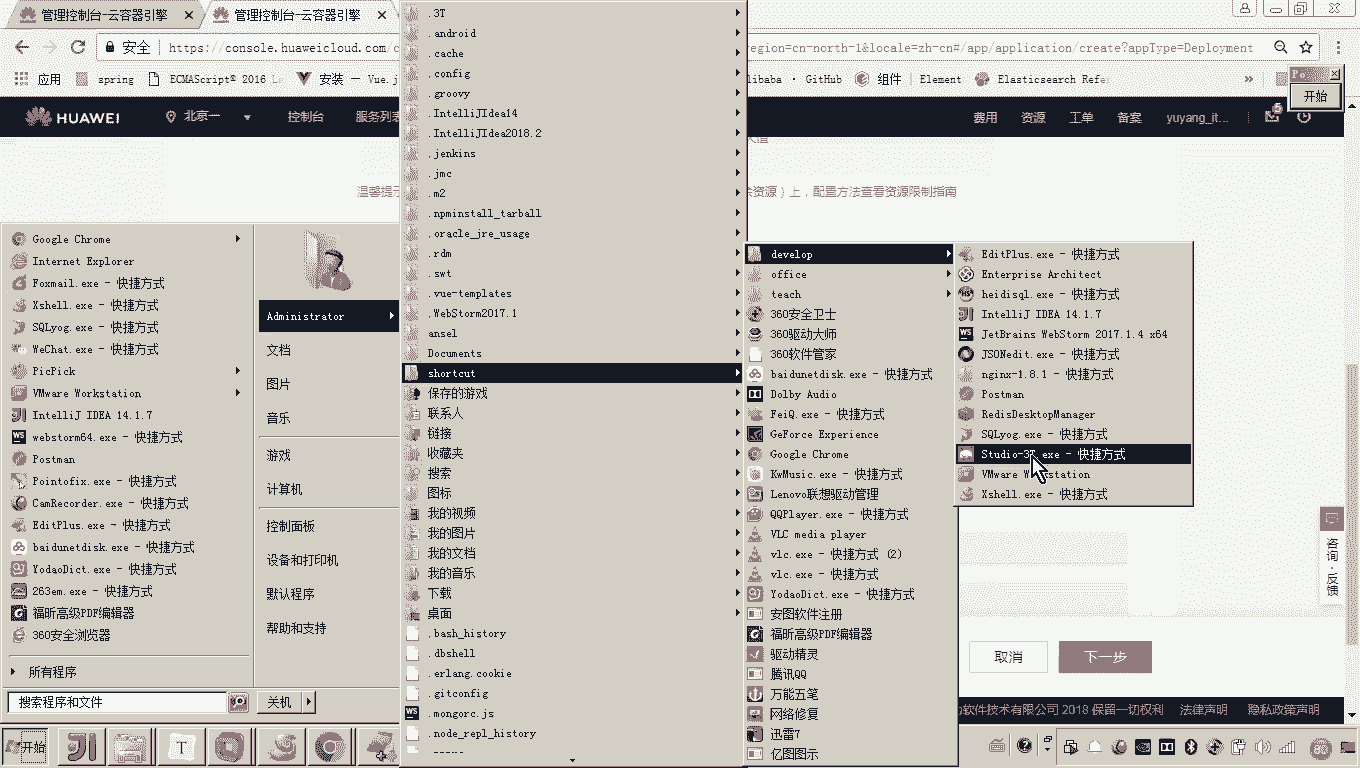 管理控制台-云容器引擎
管理控制台-云容器引擎
安全
https://console.huaweicloud.com/c
region=cn-north-1&locale=zh-cn#/app/application/create?appType=Deployment
应用
spring
ECMAScript® 2016 Le
安装 — Vue.j
libaba · GitHub
组件
Element
Elasticsearch Refe
»
Po
开始
HUAWEI
北京一
控制台
服务列表
费用
资源
工单
备案
yuyang_it...
5
温馨提示
资源）上，配置方法查看资源限制指南
Google Chrome
Internet Explorer
Foxmail.exe - 快捷方式
Xshell.exe - 快捷方式
SQLyog.exe - 快捷方式
WeChat.exe - 快捷方式
PicPick
VMware Workstation
IntelliJ IDEA 14.1.7
webstorm64.exe - 快捷方式
Postman
Pointofix.exe - 快捷方式
CamRecorder.exe - 快捷方式
EditPlus.exe - 快捷方式
baidunetdisk.exe - 快捷方式
YodaoDict.exe - 快捷方式
263em.exe - 快捷方式
福昕高级PDF编辑器
360安全浏览器
所有程序
搜索程序和文件
Administrator
文档
图片
音乐
游戏
计算机
控制面板
设备和打印机
默认程序
帮助和支持
关机
.3T
.android
.cache
.config
.groovy
.IntelliJIdea14
.IntelliJIdea2018.2
.jenkins
.jmc
.m2
.npminstall_tarball
.oracle_jre_usage
.rdm
.swt
.vue-templates
.WebStorm2017.1
ansel
Documents
shortcut
保存的游戏
联系人
链接
收藏夹
搜索
图标
我的视频
我的图片
我的文档
我的音乐
下载
桌面
.bash_history
.dbshell
.erlang.cookie
.gitconfig
.mongorc.js
.node_repl_history
develop
office
teach
360安全卫士
360驱动大师
360软件管家
baidunetdisk.exe - 快捷方式
Dolby Audio
FeiQ.exe - 快捷方式
GeForce Experience
Google Chrome
KwMusic.exe - 快捷方式
Lenovo联想驱动管理
QQPlayer.exe - 快捷方式
VLC media player
vlc.exe - 快捷方式 (2)
vlc.exe - 快捷方式
YodaoDict.exe - 快捷方式
安图软件注册
福昕高级PDF编辑器
驱动精灵
腾讯QQ
万能五笔
网络修复
迅雷7
亿图图示
EditPlus.exe - 快捷方式
Enterprise Architect
heidisql.exe - 快捷方式
IntelliJ IDEA 14.1.7
JetBrains WebStorm 2017.1.4 x64
JSONedit.exe - 快捷方式
nginx-1.8.1 - 快捷方式
Postman
RedisDesktopManager
SQLyog.exe - 快捷方式
Studio-3T.exe - 快捷方式
VMware Workstation
Xshell.exe - 快捷方式
咨询·反馈
取消
下一步
软件技术有限公司 2018 保留一切权利
法律声明
隐私政策声明
开始
80